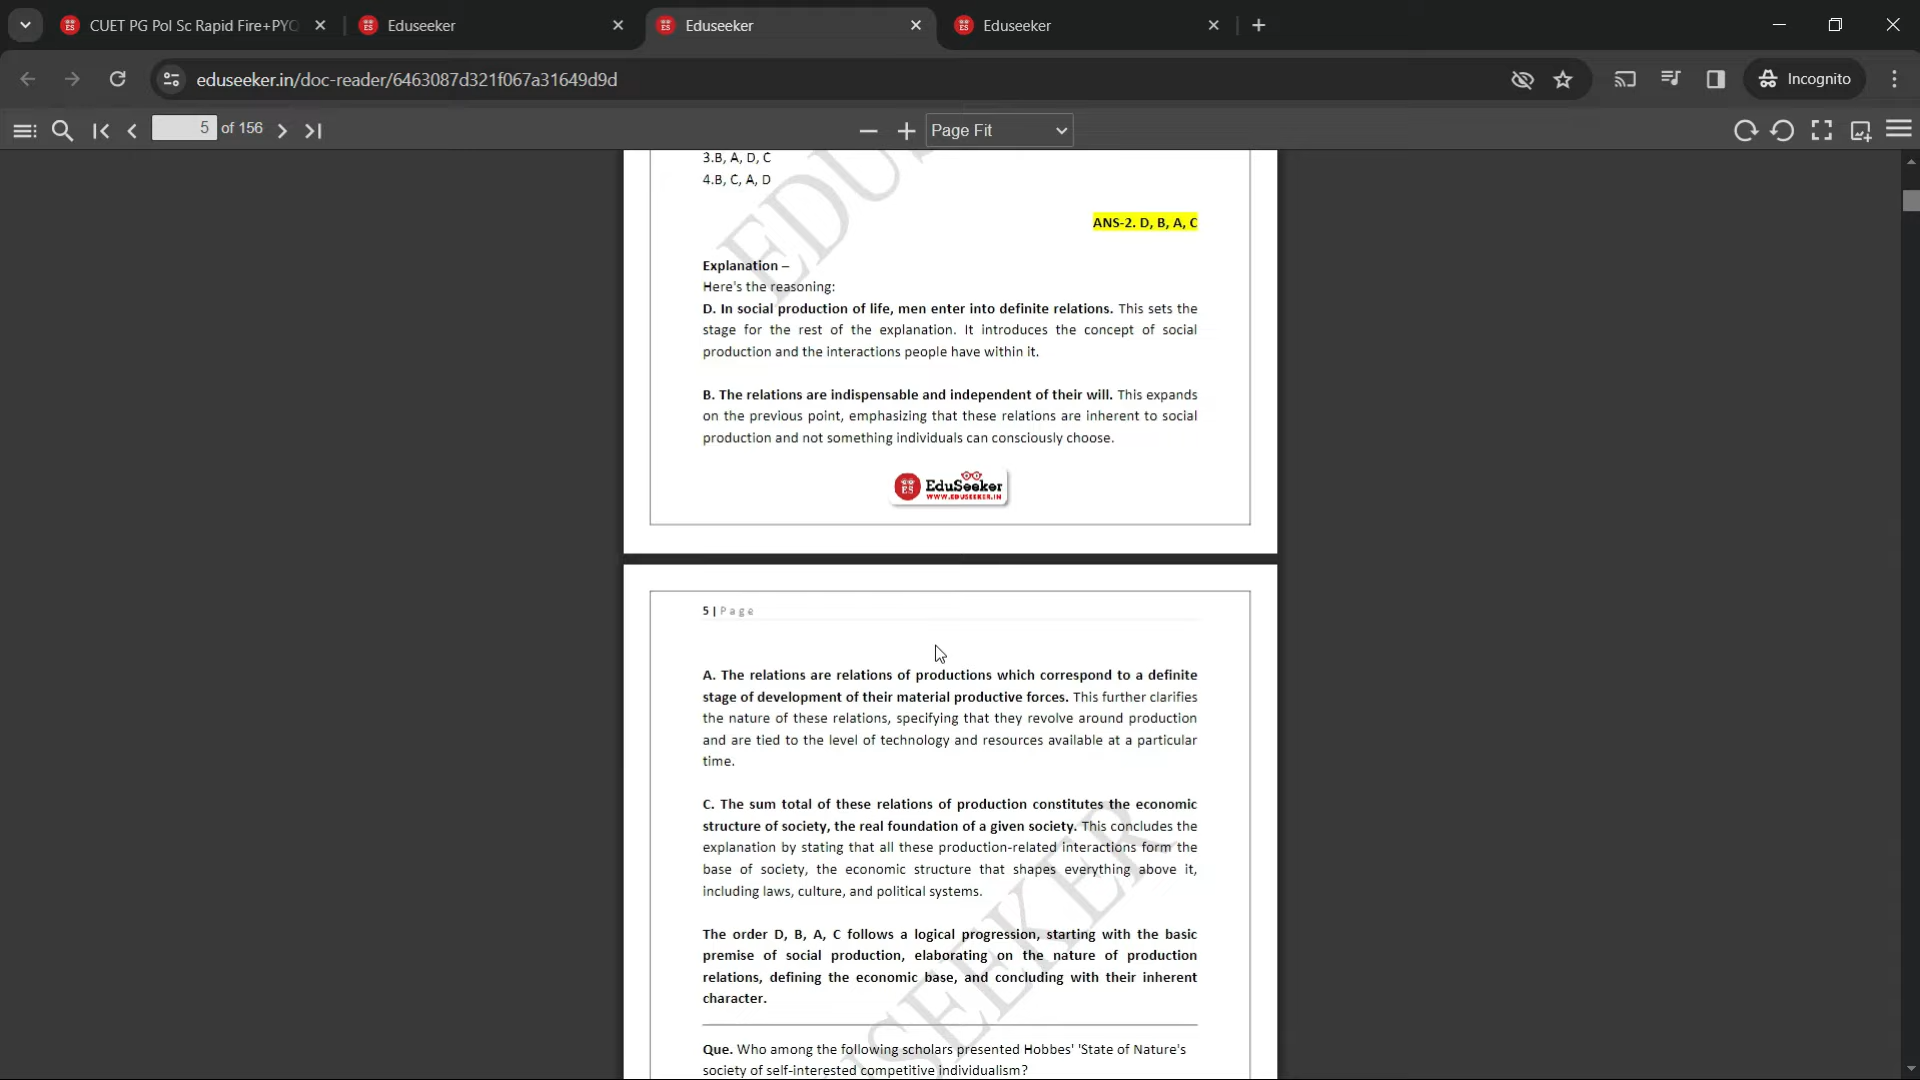 CUET PG Pol Sc Rapid Fire+PYQ
Eduseeker
Eduseeker
Eduseeker
eduseeker.in/doc-reader/6463087d321f067a31649d9d
Incognito
5 of 156
Page Fit
3.B, A, D, C
4.B, C, A, D
ANS-2. D, B, A, C
Explanation –
Here's the reasoning:
D. In social production of life, men enter into definite relations. This sets the
stage for the rest of the explanation. It introduces the concept of social
production and the interactions people have within it.
B. The relations are indispensable and independent of their will. This expands
on the previous point, emphasizing that these relations are inherent to social
production and not something individuals can consciously choose.
ES EduSeeker
WWW.EDUSEEKER.IN
5 | Page
A. The relations are relations of productions which correspond to a definite
stage of development of their material productive forces. This further clarifies
the nature of these relations, specifying that they revolve around production
and are tied to the level of technology and resources available at a particular
time.
C. The sum total of these relations of production constitutes the economic
structure of society, the real foundation of a given society. This concludes the
explanation by stating that all these production-related interactions form the
base of society, the economic structure that shapes everything above it,
including laws, culture, and political systems.
The order D, B, A, C follows a logical progression, starting with the basic
premise of social production, elaborating on the nature of production
relations, defining the economic base, and concluding with their inherent
character.
Que. Who among the following scholars presented Hobbes' 'State of Nature's
society of self-interested competitive individualism?